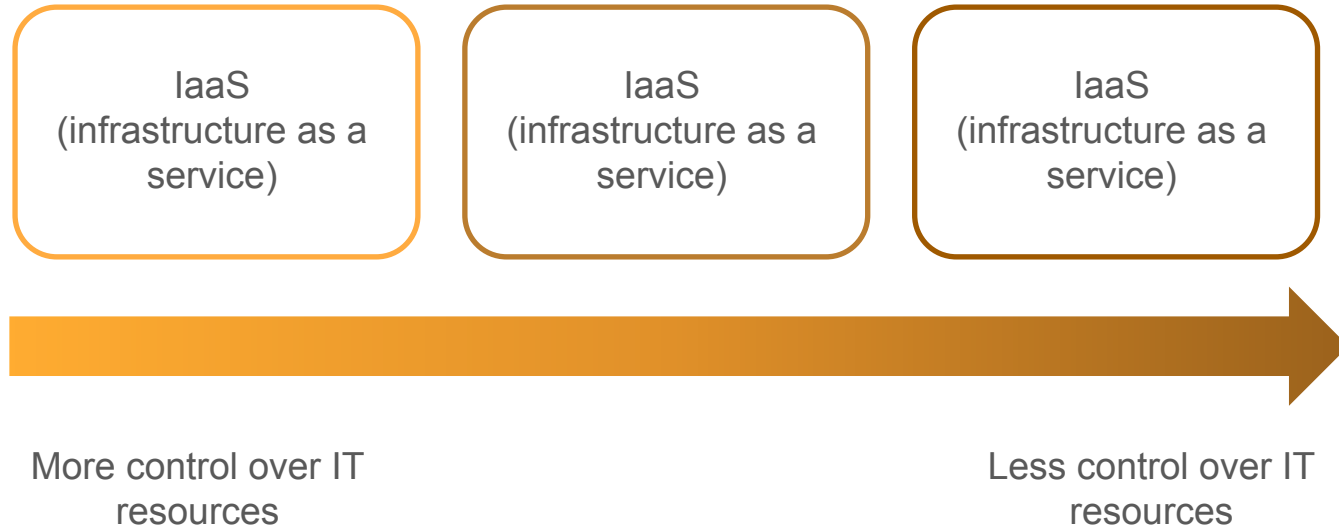 IaaS
(infrastructure as a
service)
IaaS
(infrastructure as a
service)
IaaS
(infrastructure as a
service)
More control over IT
resources
Less control over IT
resources